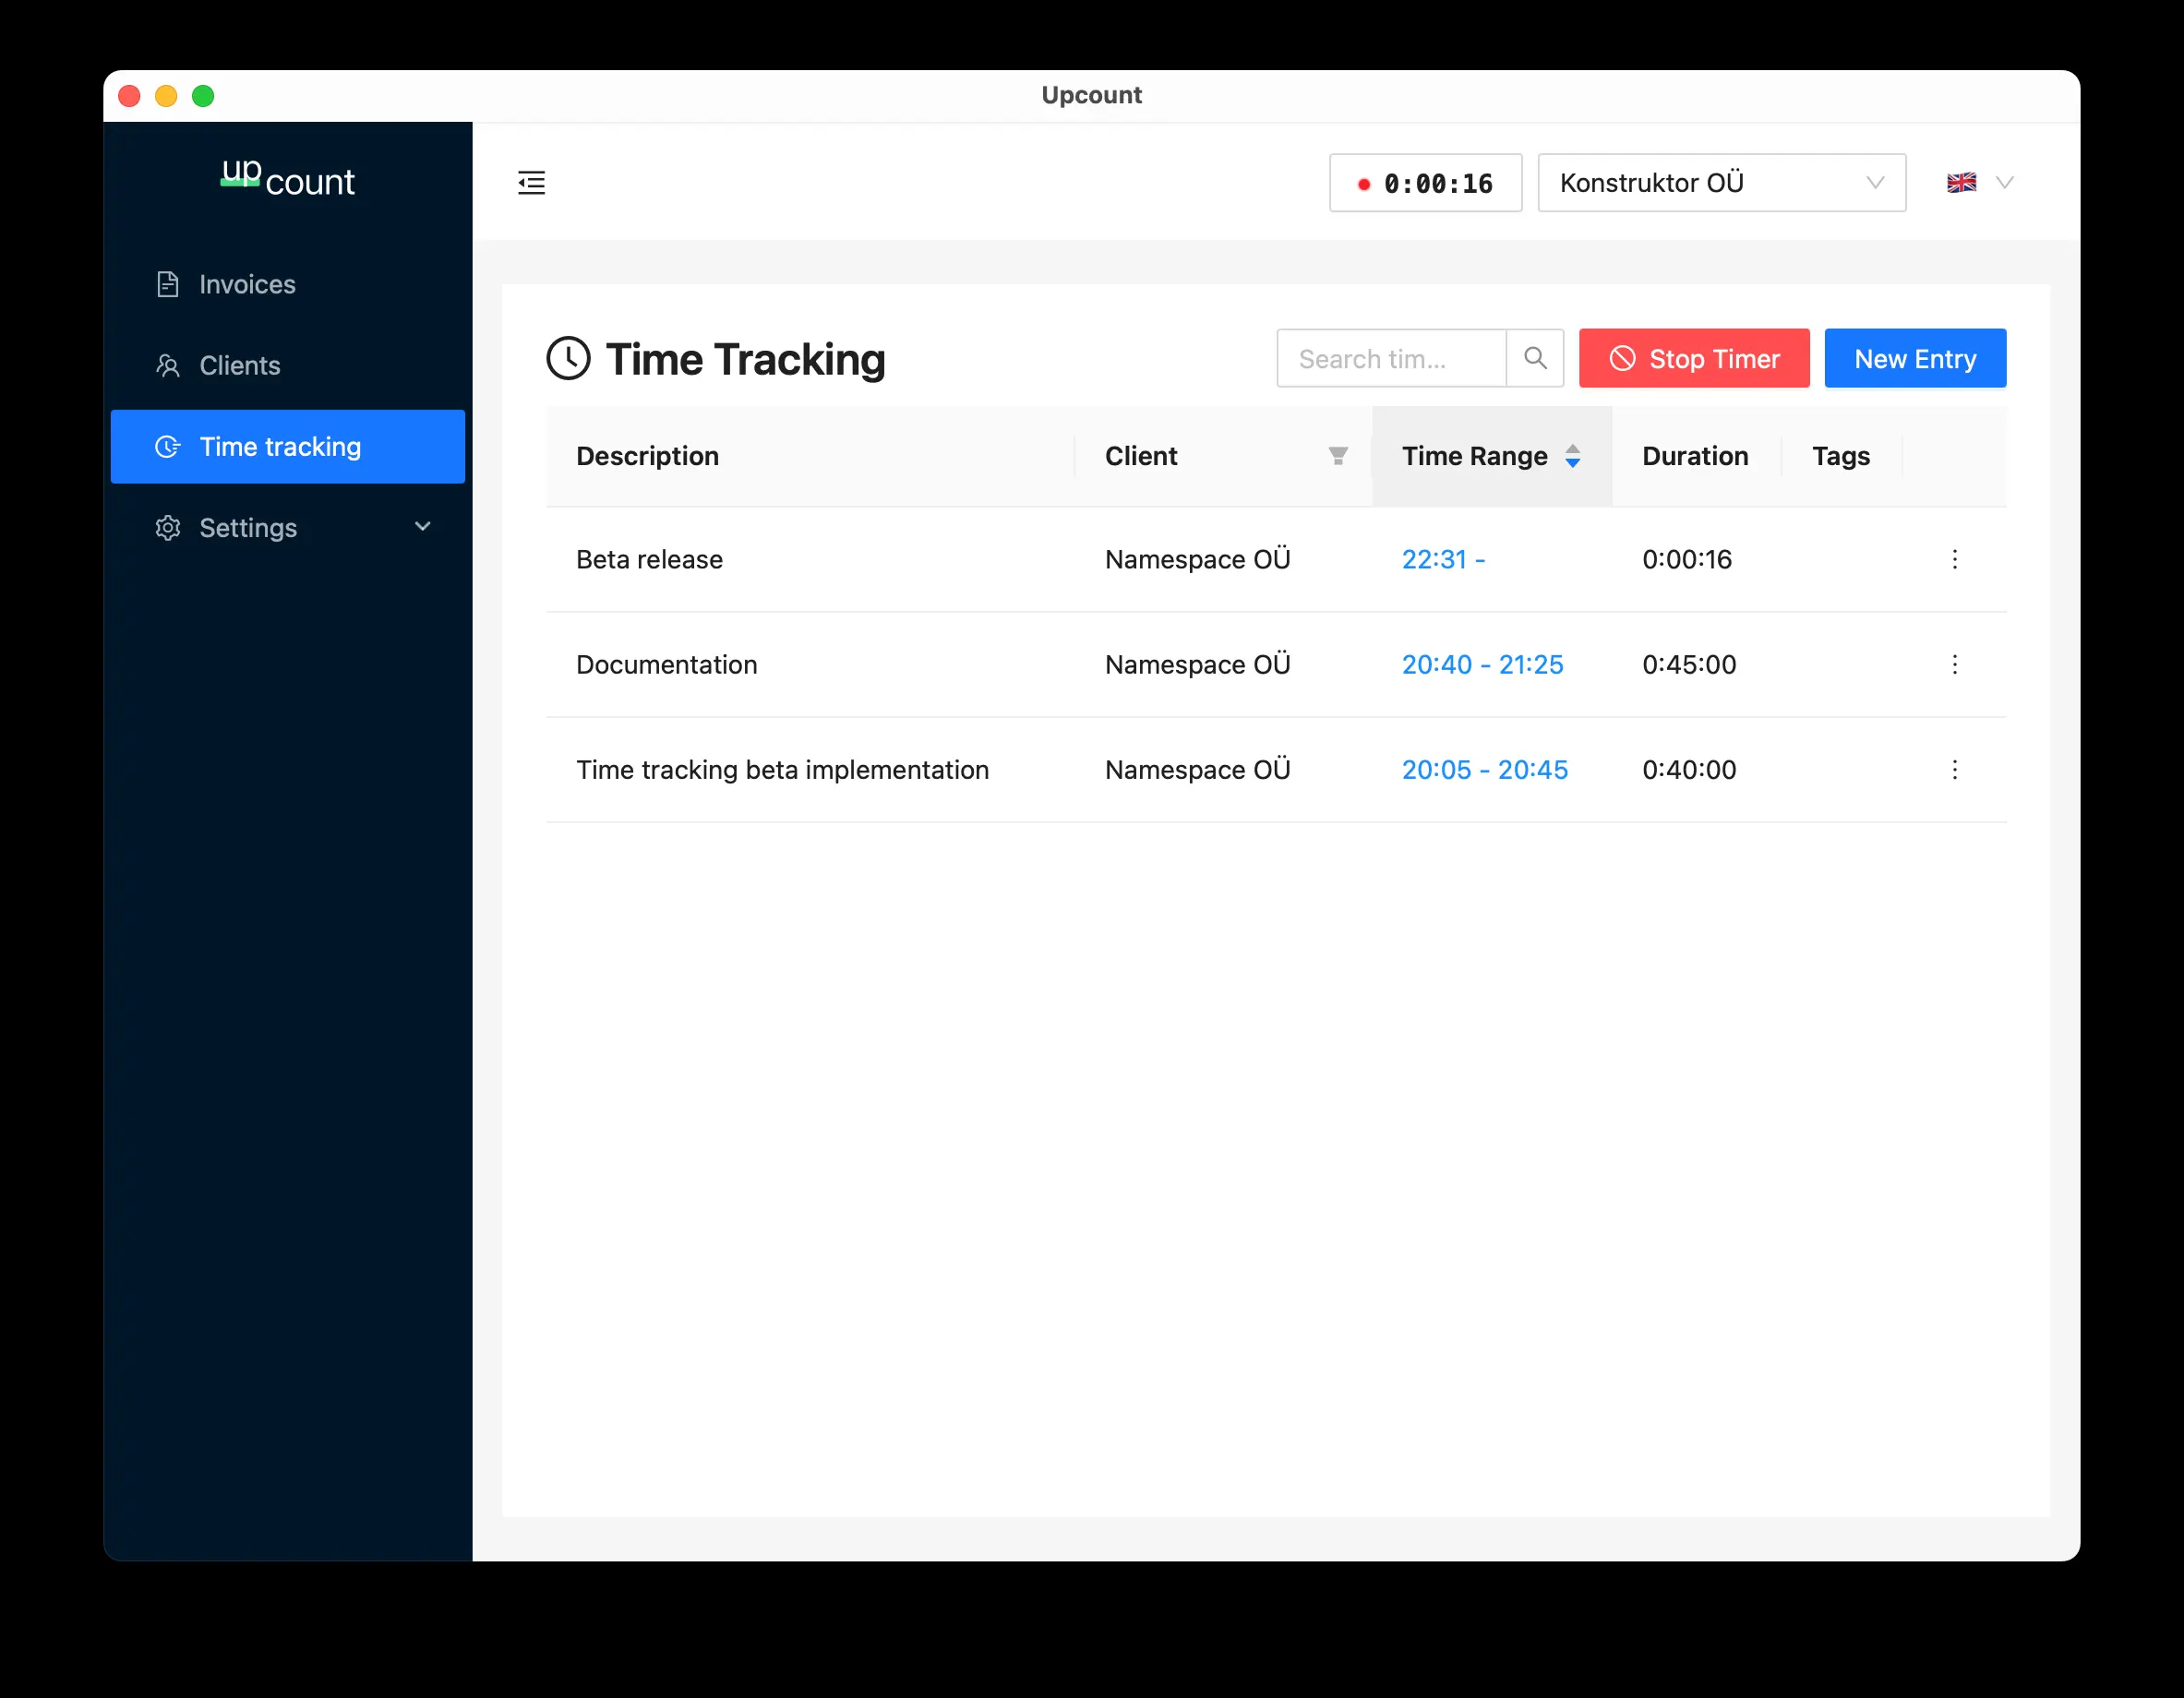 Upcount
up count
0:00:16 Konstruktor OÜ
Invoices
Clients
Time tracking
Settings
Time Tracking Search tim... Stop Timer New Entry
Description Client Time Range Duration Tags
Beta release Namespace OÜ 22:31 - 0:00:16
Documentation Namespace OÜ 20:40 - 21:25 0:45:00
Time tracking beta implementation Namespace OÜ 20:05 - 20:45 0:40:00